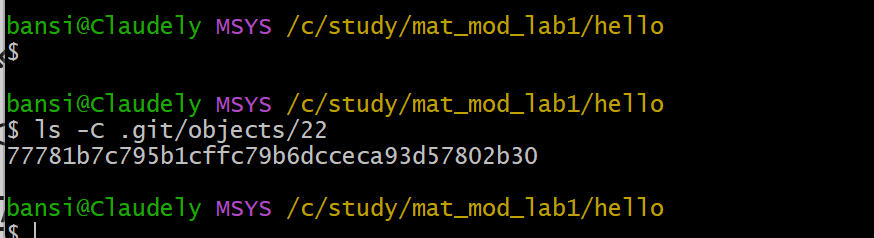 bansi@Claudely MSYS /c/study/mat_mod_lab1/hello
$
bansi@Claudely MSYS /c/study/mat_mod_lab1/hello
$ ls -C .git/objects/22
77781b7c795b1cffc79b6dcceca93d57802b30
bansi@Claudely MSYS /c/study/mat_mod_lab1/hello
$